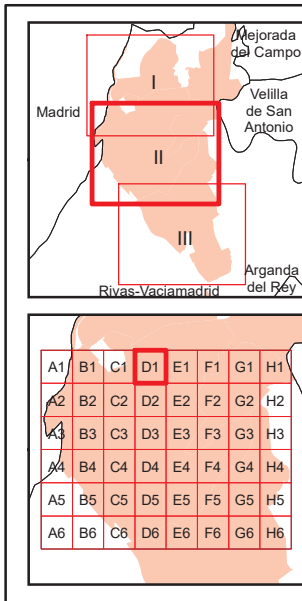 Mejorada
del Campo
I
Madrid
Velilla
de San
Antonio
II
III
Arganda
del Rey
Rivas-Vaciamadrid
A1 B1 C1 D1 E1 F1 G1 H1
A2 B2 C2 D2 E2 F2 G2 H2
A3 B3 C3 D3 E3 F3 G3 H3
A4 B4 C4 D4 E4 F4 G4 H4
A5 B5 C5 D5 E5 F5 G5 H5
A6 B6 C6 D6 E6 F6 G6 H6